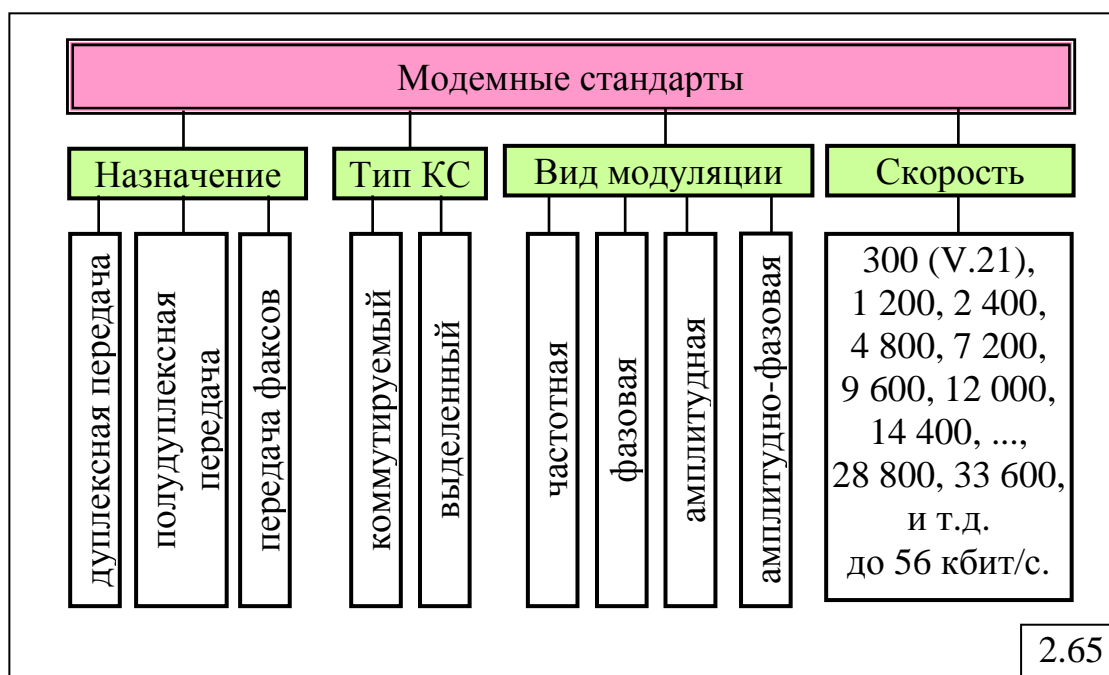 Модемные стандарты
Назначение
Тип КС
Вид модуляции
Скорость
дуплексная передача
полудуплексная
передача
передача факсов
коммутируемый
выделенный
частотная
фазовая
амплитудная
амплитудно-фазовая
300 (V.21),
1 200, 2 400,
4 800, 7 200,
9 600, 12 000,
14 400, ...,
28 800, 33 600,
и т.д.
до 56 кбит/с.
2.65